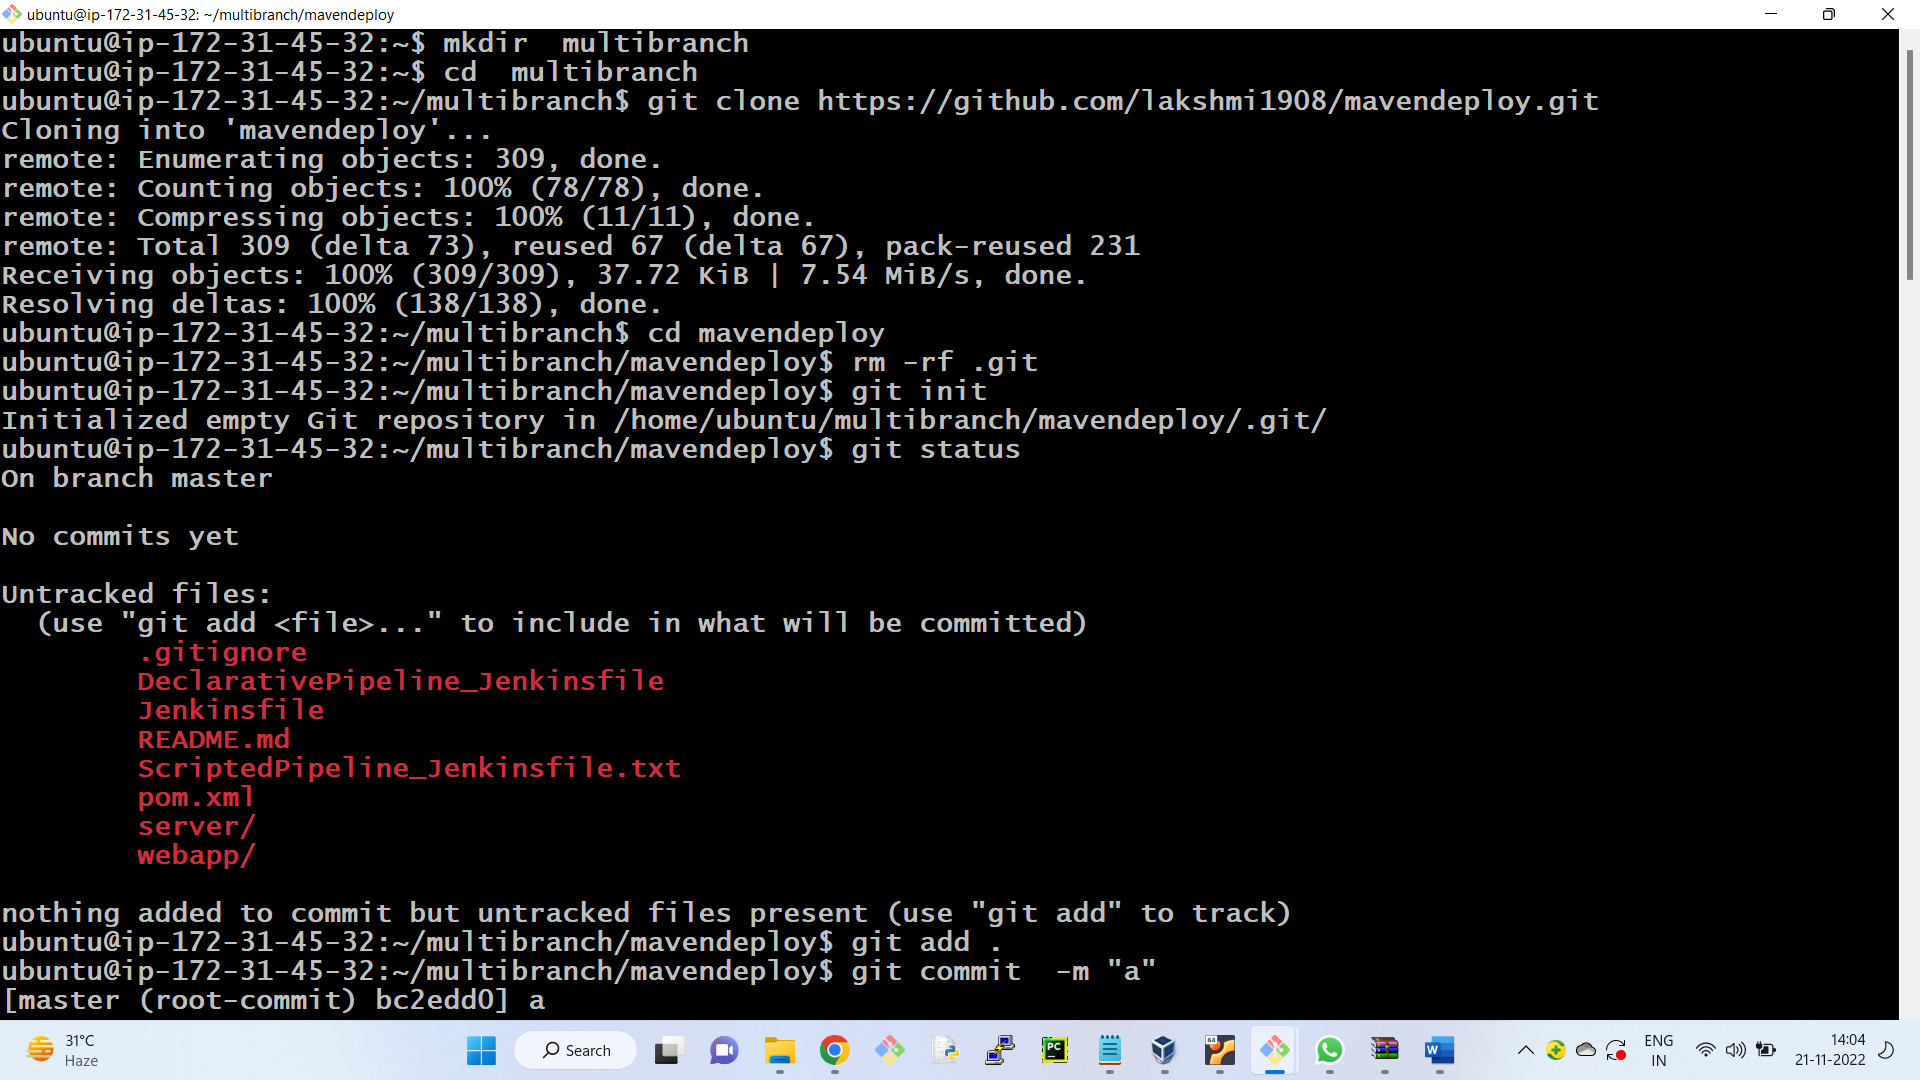 ubuntu@ip-172-31-45-32: ~/multibranch/mavendeploy
ubuntu@ip-172-31-45-32:~$ mkdir  multibranch
ubuntu@ip-172-31-45-32:~$ cd  multibranch
ubuntu@ip-172-31-45-32:~/multibranch$ git clone https://github.com/lakshmi1908/mavendeploy.git
Cloning into 'mavendeploy'...
remote: Enumerating objects: 309, done.
remote: Counting objects: 100% (78/78), done.
remote: Compressing objects: 100% (11/11), done.
remote: Total 309 (delta 73), reused 67 (delta 67), pack-reused 231
Receiving objects: 100% (309/309), 37.72 KiB | 7.54 MiB/s, done.
Resolving deltas: 100% (138/138), done.
ubuntu@ip-172-31-45-32:~/multibranch$ cd mavendeploy
ubuntu@ip-172-31-45-32:~/multibranch/mavendeploy$ rm -rf .git
ubuntu@ip-172-31-45-32:~/multibranch/mavendeploy$ git init
Initialized empty Git repository in /home/ubuntu/multibranch/mavendeploy/.git/
ubuntu@ip-172-31-45-32:~/multibranch/mavendeploy$ git status
On branch master
No commits yet
Untracked files:
  (use "git add <file>..." to include in what will be committed)
        .gitignore
        DeclarativePipeline_Jenkinsfile
        Jenkinsfile
        README.md
        ScriptedPipeline_Jenkinsfile.txt
        pom.xml
        server/
        webapp/
nothing added to commit but untracked files present (use "git add" to track)
ubuntu@ip-172-31-45-32:~/multibranch/mavendeploy$ git add .
ubuntu@ip-172-31-45-32:~/multibranch/mavendeploy$ git commit  -m "a"
[master (root-commit) bc2edd0] a
31°C
Haze
Search
PC
64
W
ENG
IN
14:04
21-11-2022